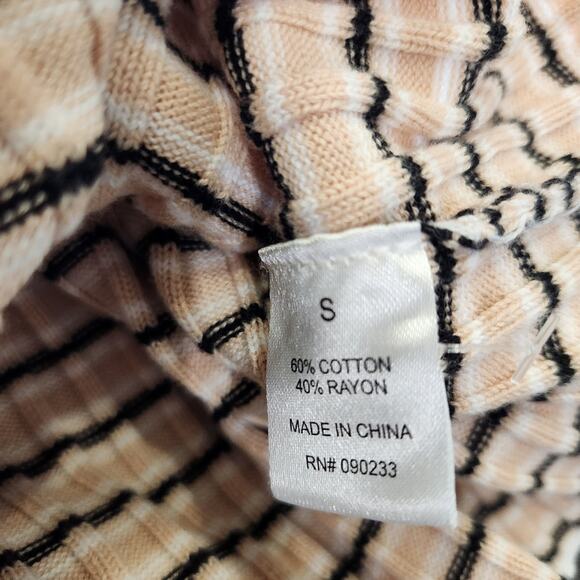 S
60% COTTON
40% RAYON
MADE IN CHINA
RN# 090233